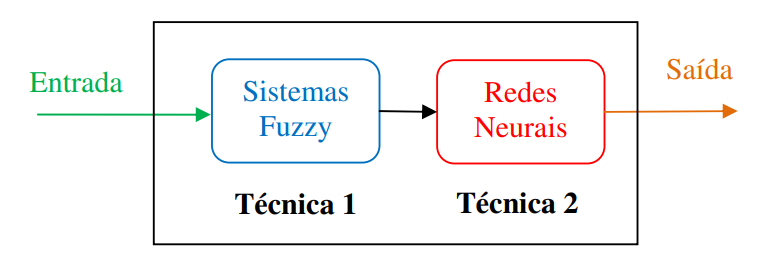 Entrada
Sistemas
Fuzzy
Redes
Neurais
Saída
Técnica 1
Técnica 2